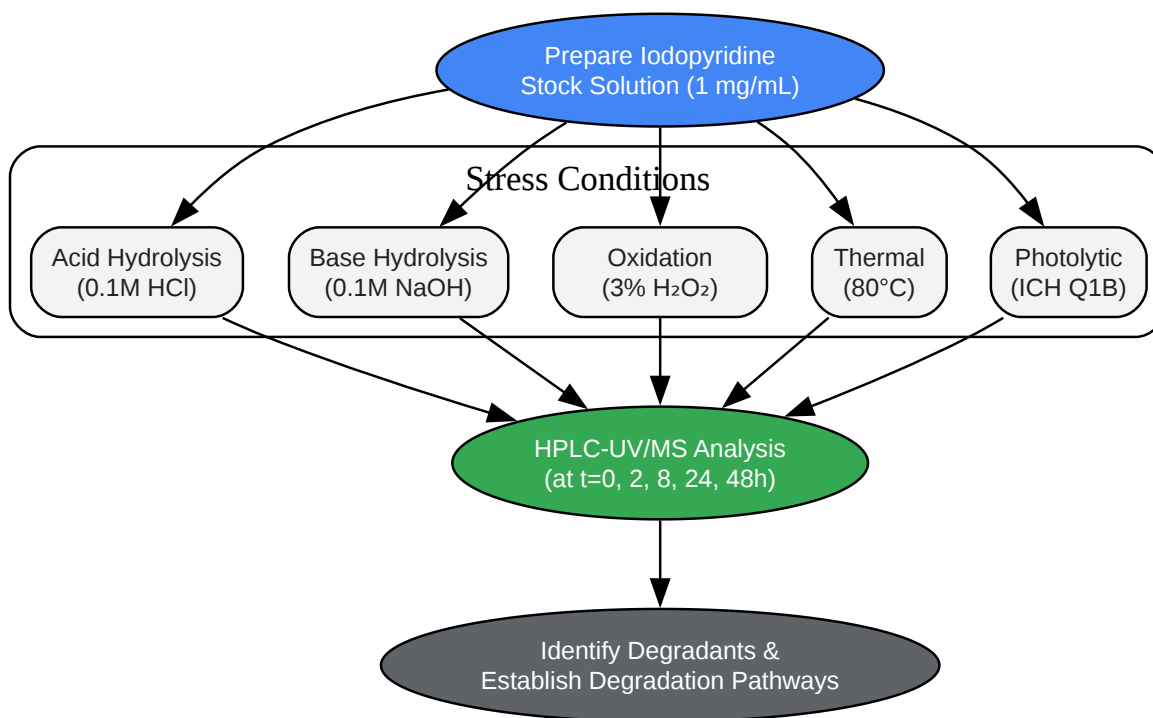 Prepare Iodopyridine
Stock Solution (1 mg/mL)
Stress Conditions
Acid Hydrolysis
(0.1M HCl)
Base Hydrolysis
(0.1M NaOH)
Oxidation
(3% H₂O₂)
Thermal
(80°C)
Photolytic
(ICH Q1B)
HPLC-UV/MS Analysis
(at t=0, 2, 8, 24, 48h)
Identify Degradants &
Establish Degradation Pathways